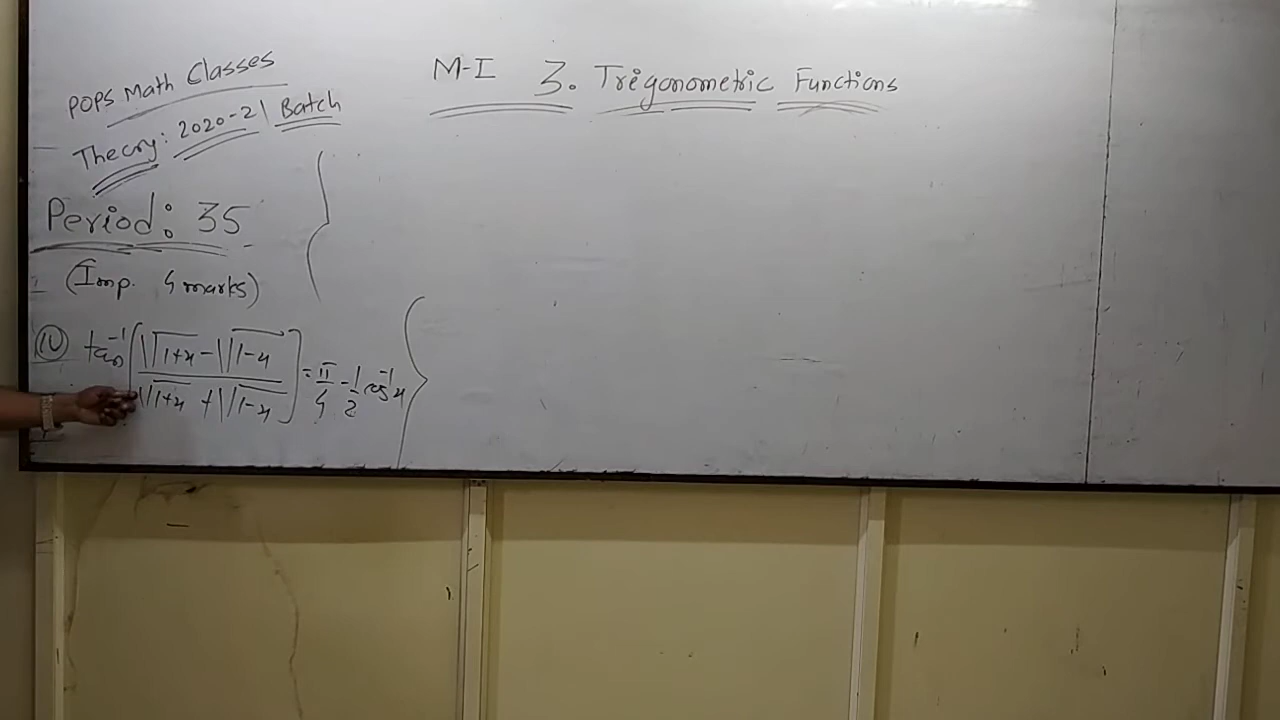 POPS Math Classes
Theory: 2020-21 Batch
M-I 3. Trigonometric Functions
Period: 35
(Imp. 4 marks)
(IV) tan⁻¹[(√1+x - √1-x)/(√1+x + √1-x)] = π/4 - 1/2 cos⁻¹x